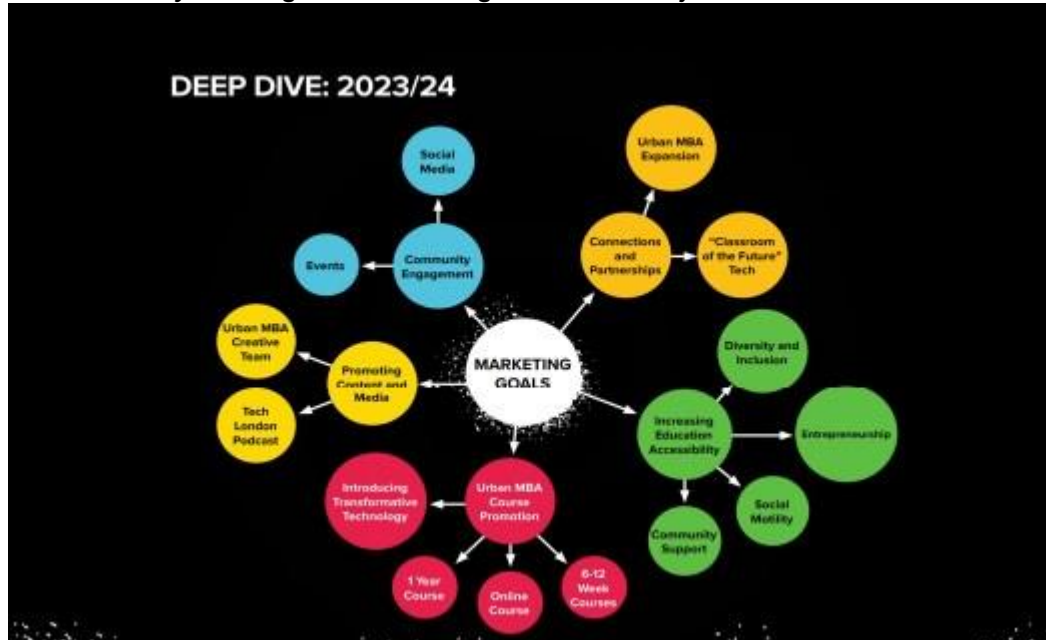 DEEP DIVE: 2023/24
Social
Media
Events
Community
Engagement
Urban MBA
Expansion
Connections
and
Partnerships
"Classroom
of the Future"
Tech
Urban MBA
Creative
Team
Promoting
Content and
Media
Tech
London
Podcast
MARKETING
GOALS
Diversity and
Inclusion
Increasing
Education
Accessibility
Entrepreneurship
Social
Motility
Community
Support
Introducing
Transformative
Technology
Urban MBA
Course
Promotion
1 Year
Course
Online
Course
6-12
Week
Courses